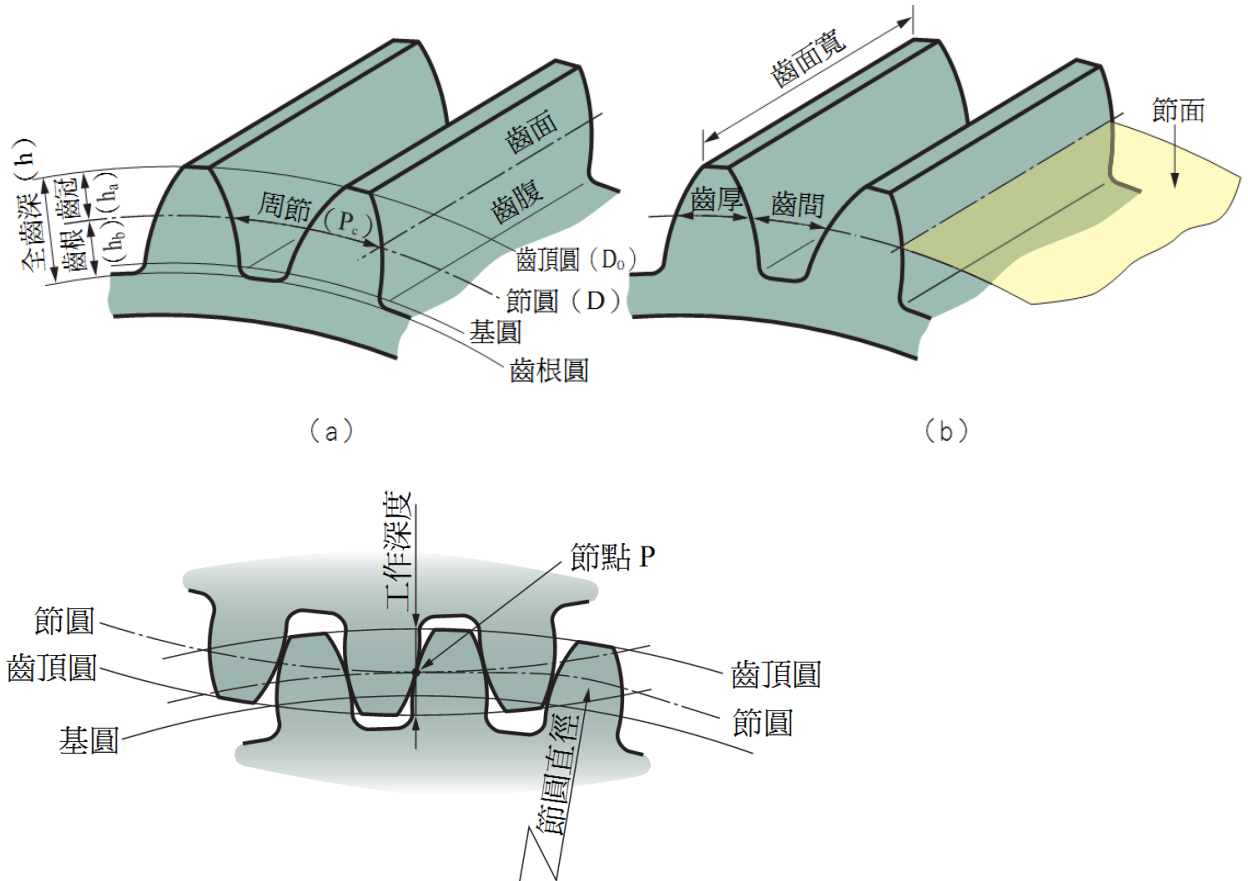 全齒深(h)
齒冠(hₐ)
齒根(h_b)
周節(P_c)
齒面
齒腹
齒頂圓(D₀)
節圓(D)
基圓
齒根圓
(a)
齒面寬
節面
齒厚
齒間
(b)
工作深度
節點 P
節圓
齒頂圓
基圓
齒頂圓
節圓
節圓直徑